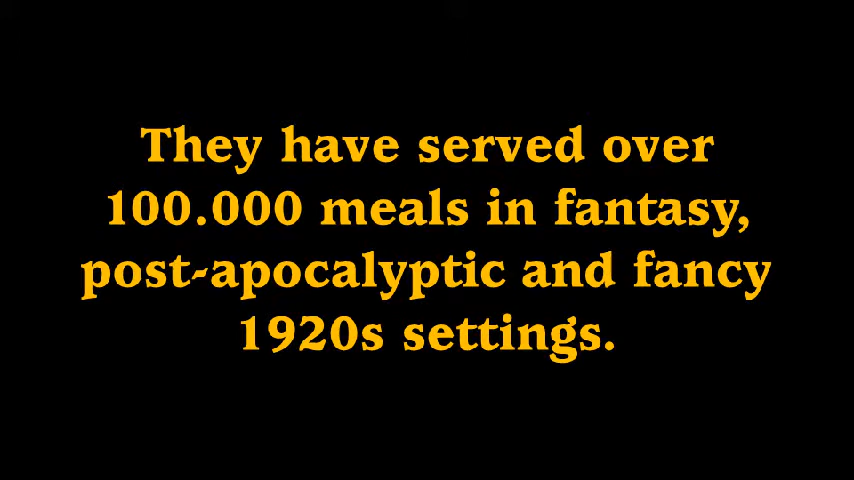 They have served over
100.000 meals in fantasy,
post-apocalyptic and fancy
1920s settings.